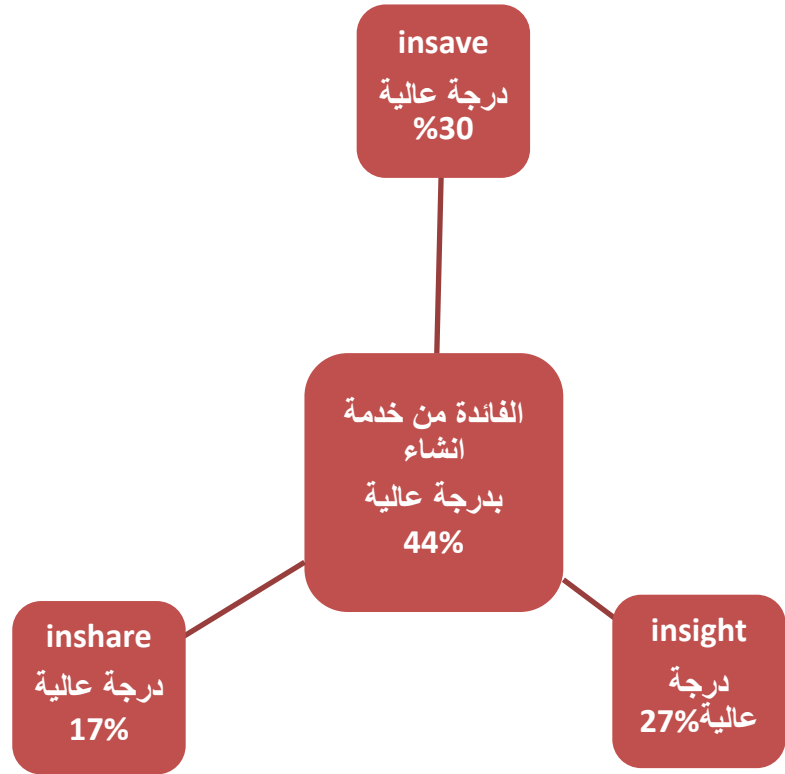 insave
درجة عالية
%30
الفائدة من خدمة
انشاء
بدرجة عالية
44%
inshare
درجة عالية
17%
insight
درجة
عالية27%